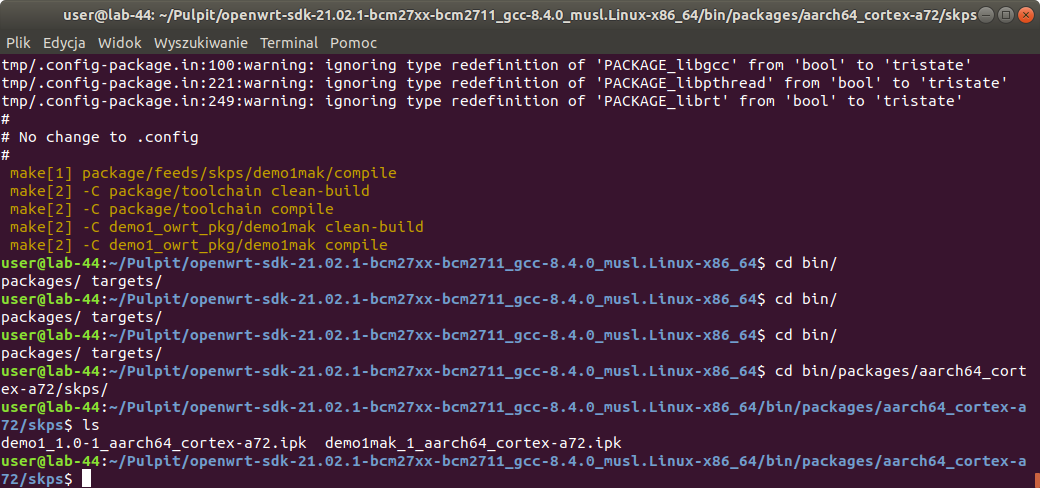 user@lab-44: ~/Pulpit/openwrt-sdk-21.02.1-bcm27xx-bcm2711_gcc-8.4.0_musl.Linux-x86_64/bin/packages/aarch64_cortex-a72/skps
Plik Edycja Widok Wyszukiwanie Terminal Pomoc
tmp/.config-package.in:100:warning: ignoring type redefinition of 'PACKAGE_libgcc' from 'bool' to 'tristate'
tmp/.config-package.in:221:warning: ignoring type redefinition of 'PACKAGE_libpthread' from 'bool' to 'tristate'
tmp/.config-package.in:249:warning: ignoring type redefinition of 'PACKAGE_librt' from 'bool' to 'tristate'
#
# No change to .config
#
 make[1] package/feeds/skps/demo1mak/compile
 make[2] -C package/toolchain clean-build
 make[2] -C package/toolchain compile
 make[2] -C demo1_owrt_pkg/demo1mak clean-build
 make[2] -C demo1_owrt_pkg/demo1mak compile
user@lab-44:~/Pulpit/openwrt-sdk-21.02.1-bcm27xx-bcm2711_gcc-8.4.0_musl.Linux-x86_64$ cd bin/
packages/ targets/
user@lab-44:~/Pulpit/openwrt-sdk-21.02.1-bcm27xx-bcm2711_gcc-8.4.0_musl.Linux-x86_64$ cd bin/
packages/ targets/
user@lab-44:~/Pulpit/openwrt-sdk-21.02.1-bcm27xx-bcm2711_gcc-8.4.0_musl.Linux-x86_64$ cd bin/
packages/ targets/
user@lab-44:~/Pulpit/openwrt-sdk-21.02.1-bcm27xx-bcm2711_gcc-8.4.0_musl.Linux-x86_64$ cd bin/packages/aarch64_cort
ex-a72/skps/
user@lab-44:~/Pulpit/openwrt-sdk-21.02.1-bcm27xx-bcm2711_gcc-8.4.0_musl.Linux-x86_64/bin/packages/aarch64_cortex-a
72/skps$ ls
demo1_1.0-1_aarch64_cortex-a72.ipk  demo1mak_1_aarch64_cortex-a72.ipk
user@lab-44:~/Pulpit/openwrt-sdk-21.02.1-bcm27xx-bcm2711_gcc-8.4.0_musl.Linux-x86_64/bin/packages/aarch64_cortex-a
72/skps$